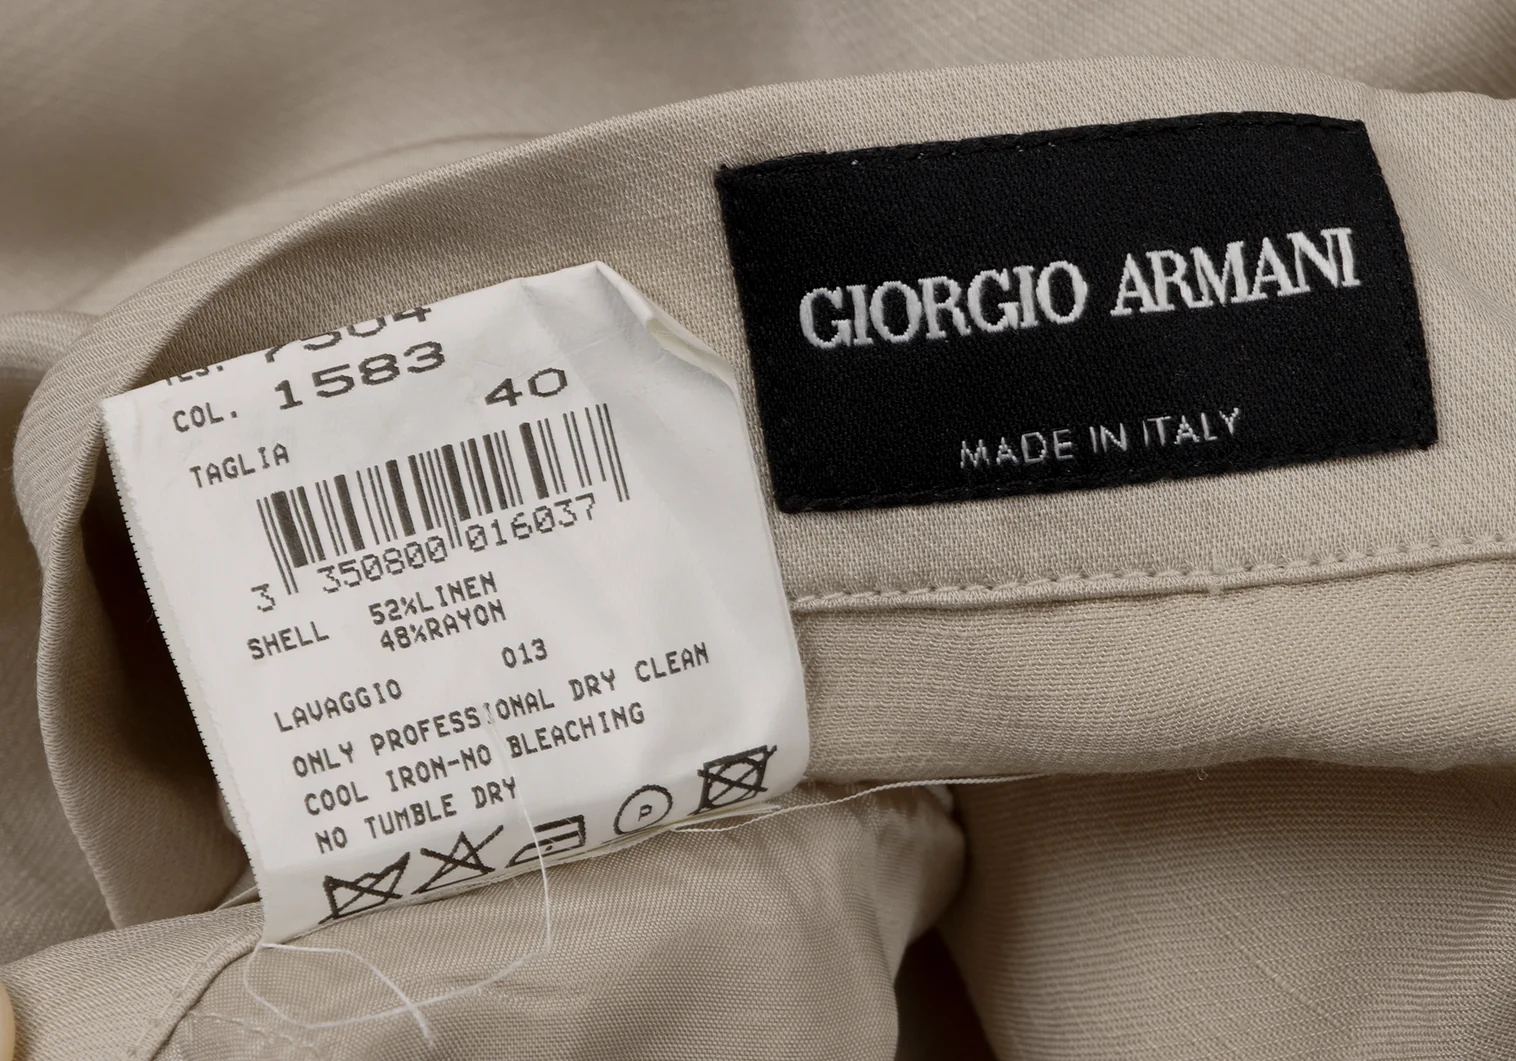 COL. 1583
TAGLIA 40
3 350800 016037
SHELL 52%LINEN
48%RAYON
LAVAGGIO 013
ONLY PROFESSIONAL DRY CLEAN
COOL IRON-NO BLEACHING
NO TUMBLE DRY
P
GIORGIO ARMANI
MADE IN ITALY